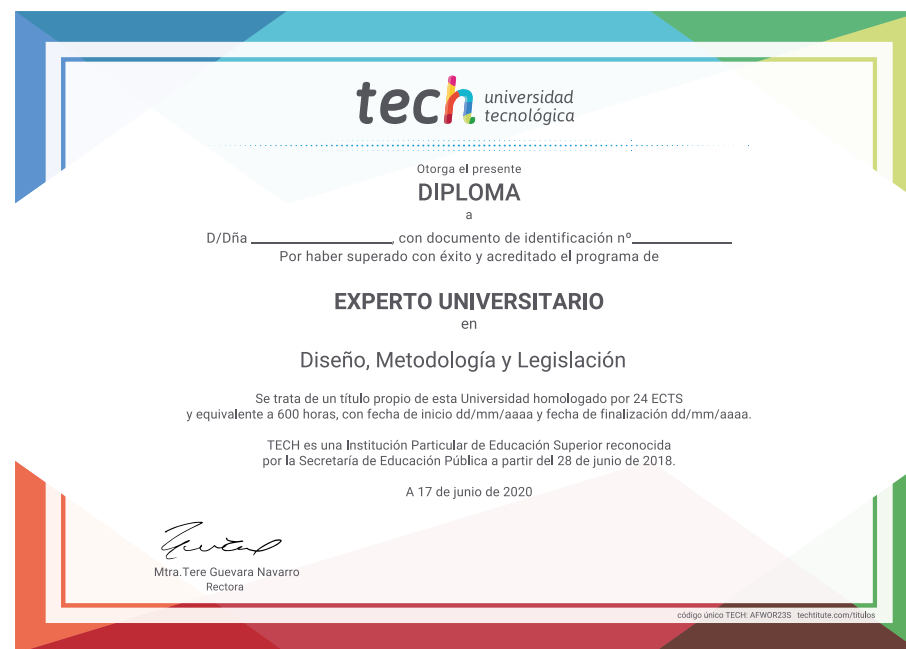 tech universidad
tecnológica
Otorga el presente
DIPLOMA
a
D/Dña ____________________, con documento de identificación nº______________
Por haber superado con éxito y acreditado el programa de
EXPERTO UNIVERSITARIO
en
Diseño, Metodología y Legislación
Se trata de un título propio de esta Universidad homologado por 24 ECTS
y equivalente a 600 horas, con fecha de inicio dd/mm/aaaa y fecha de finalización dd/mm/aaaa.
TECH es una Institución Particular de Educación Superior reconocida
por la Secretaría de Educación Pública a partir del 28 de junio de 2018.
A 17 de junio de 2020
Mtra.Tere Guevara Navarro
Rectora
código único TECH: AFWOR23S techtitute.com/titulos